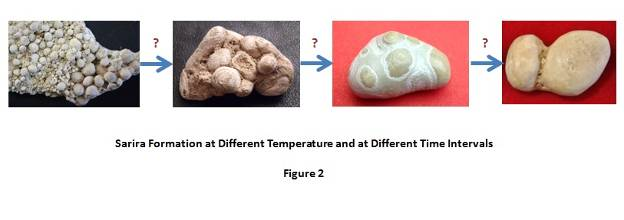 ? ? ?
Sarira Formation at Different Temperature and at Different Time Intervals
Figure 2